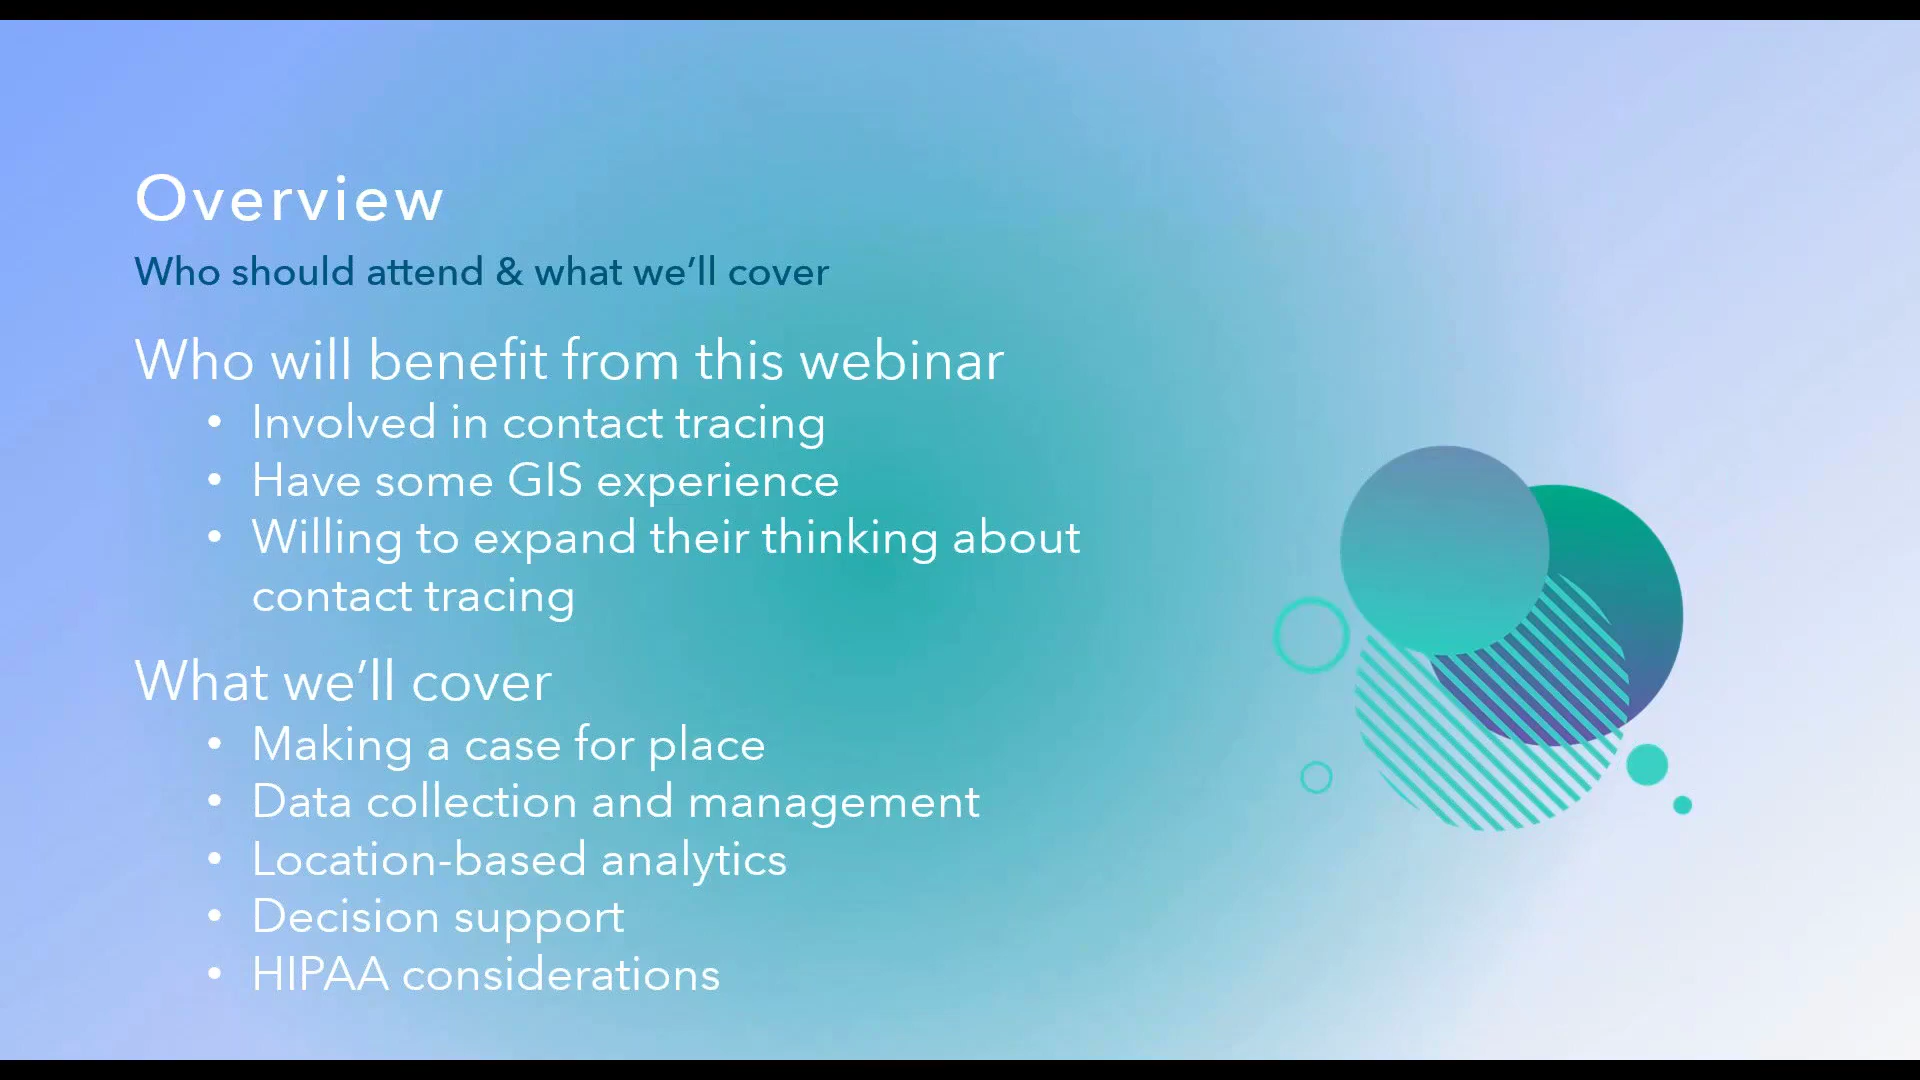 Overview
Who should attend & what we’ll cover
Who will benefit from this webinar
• Involved in contact tracing
• Have some GIS experience
• Willing to expand their thinking about
contact tracing
What we’ll cover
• Making a case for place
• Data collection and management
• Location-based analytics
• Decision support
• HIPAA considerations